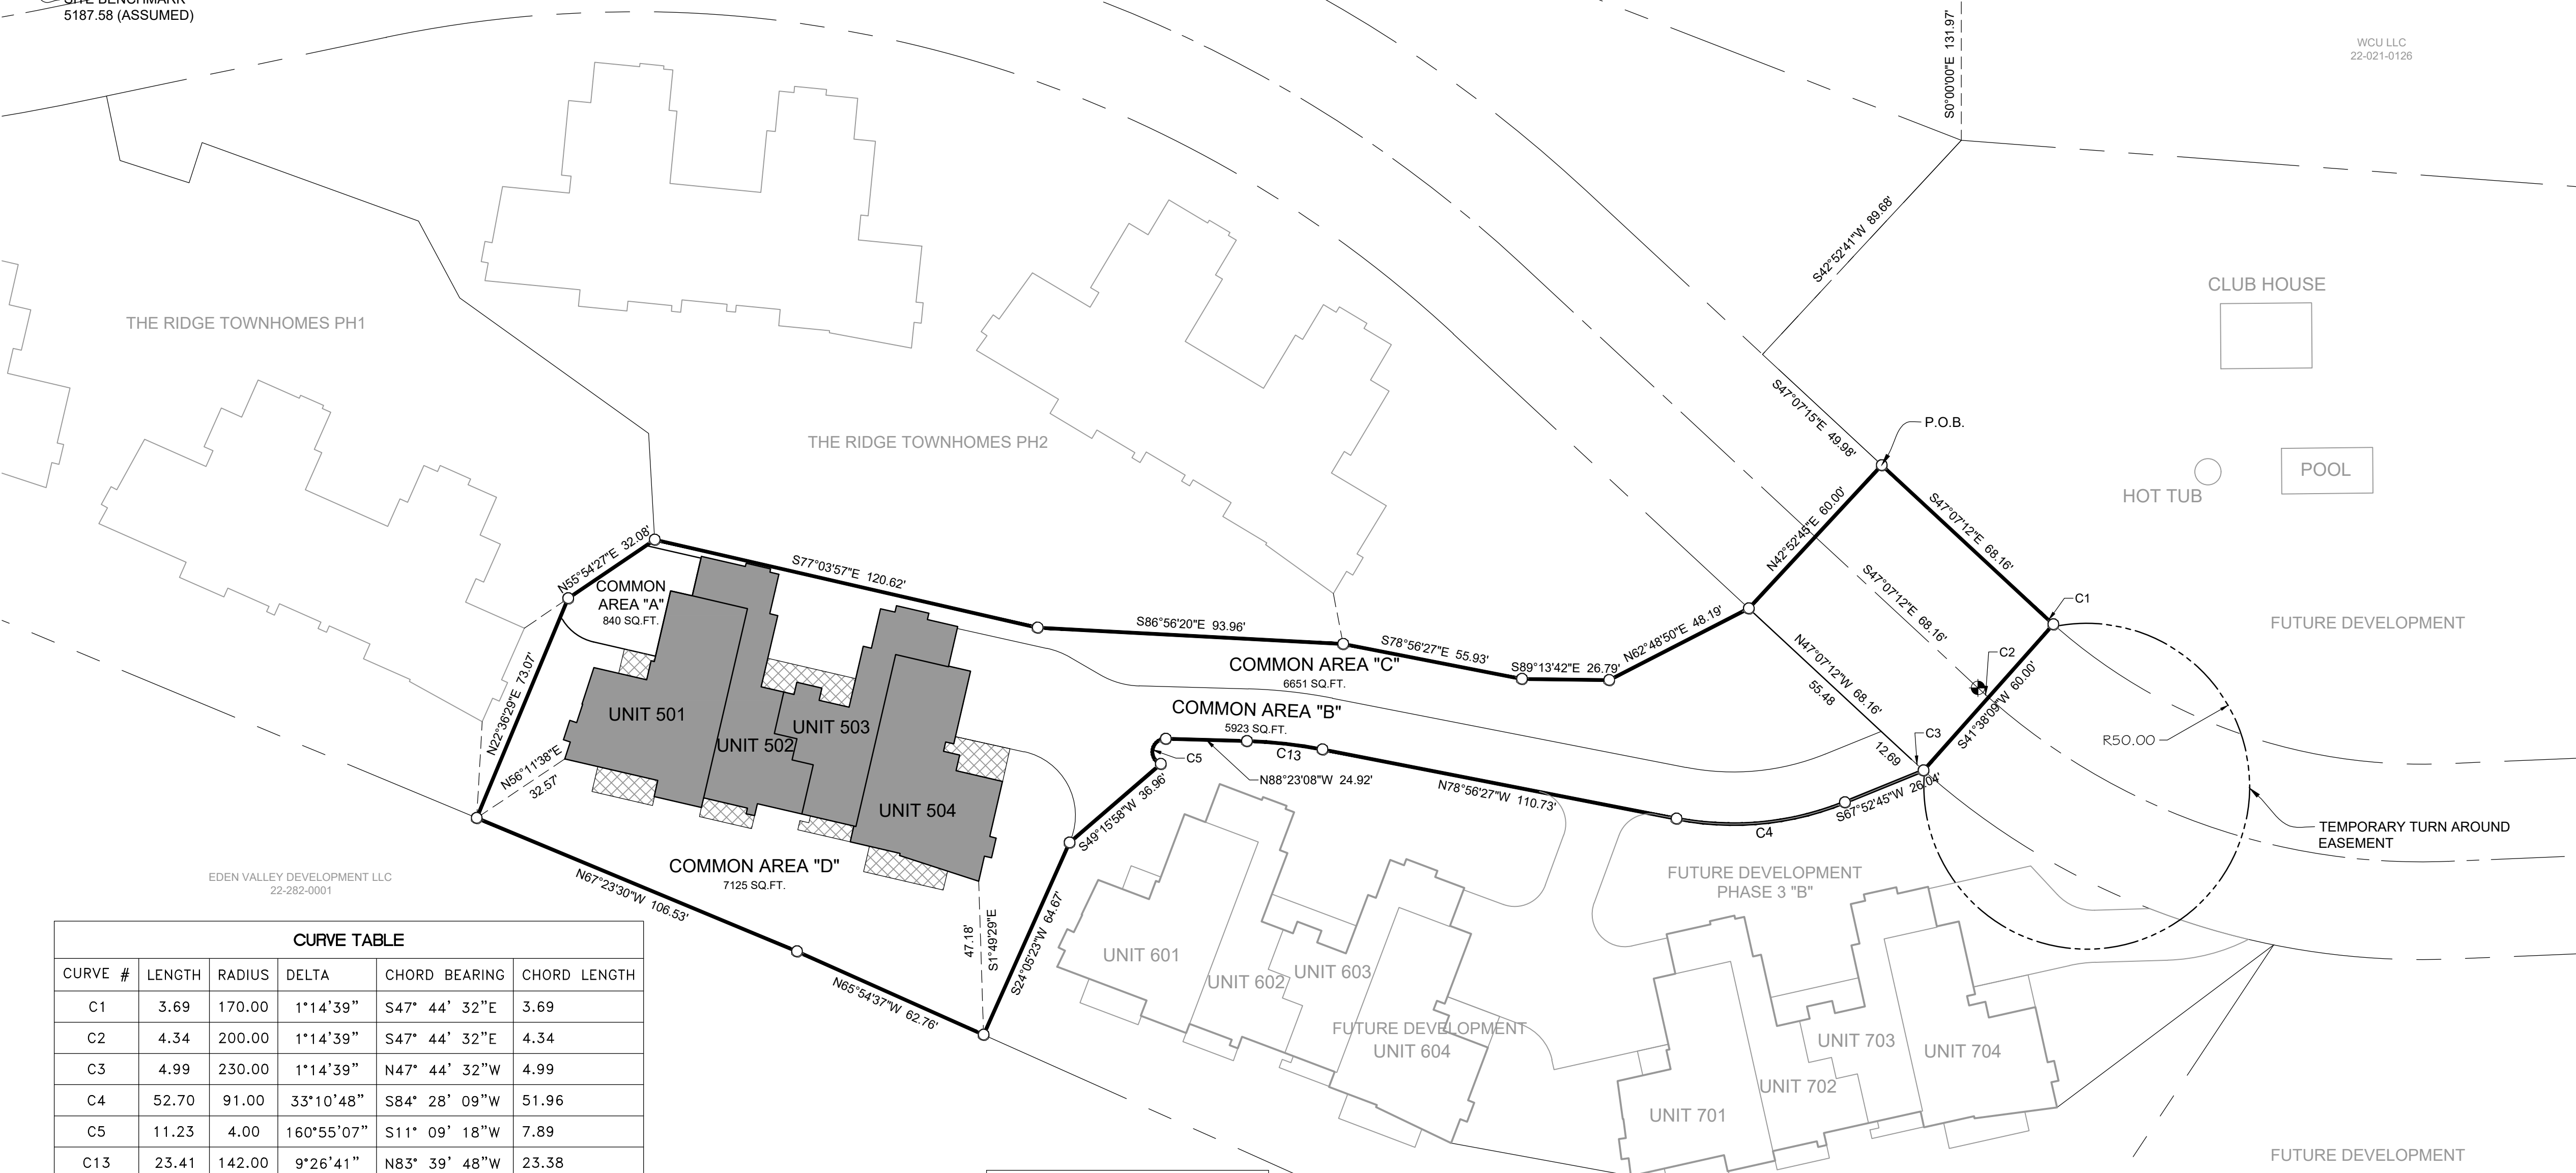 SITE BENCHMARK
5187.58 (ASSUMED)
S0°00'00"E 131.97'
WCU LLC
22-021-0126
S42°52'41"W 89.68'
CLUB HOUSE
THE RIDGE TOWNHOMES PH1
THE RIDGE TOWNHOMES PH2
S47°07'15"E 49.98'
P.O.B.
POOL
HOT TUB
N42°52'45"E 60.00'
S47°07'12"E 68.16'
N55°54'27"E 32.08'
COMMON
AREA "A"
840 SQ.FT.
S77°03'57"E 120.62'
S86°56'20"E 93.96'
S78°56'27"E 55.93'
S89°13'42"E 26.79'
N62°48'50"E 48.19'
S47°07'12"E 68.16'
C1
FUTURE DEVELOPMENT
COMMON AREA "C"
6651 SQ.FT.
N47°07'12"W 68.16'
55.48
C2
S41°38'09"W 60.00'
N22°36'29"E 73.07'
UNIT 501
UNIT 502
UNIT 503
UNIT 504
COMMON AREA "B"
5923 SQ.FT.
C13
C5
N88°23'08"W 24.92'
C3
12.69
R50.00
N56°11'38"E
32.57'
S49°15'58"W 36.96'
N78°56'27"W 110.73'
C4
S67°52'45"W 26.04'
TEMPORARY TURN AROUND
EASEMENT
COMMON AREA "D"
7125 SQ.FT.
EDEN VALLEY DEVELOPMENT LLC
22-282-0001
N67°23'30"W 106.53'
FUTURE DEVELOPMENT
PHASE 3 "B"
47.18'
S1°49'29"E
S24°05'23"W 64.67'
N65°54'37"W 62.76'
UNIT 601
UNIT 602
UNIT 603
FUTURE DEVELOPMENT
UNIT 604
UNIT 701
UNIT 702
UNIT 703
UNIT 704
FUTURE DEVELOPMENT
CURVE TABLE
CURVE # LENGTH RADIUS DELTA CHORD BEARING CHORD LENGTH
C1 3.69 170.00 1°14'39" S47° 44' 32"E 3.69
C2 4.34 200.00 1°14'39" S47° 44' 32"E 4.34
C3 4.99 230.00 1°14'39" N47° 44' 32"W 4.99
C4 52.70 91.00 33°10'48" S84° 28' 09"W 51.96
C5 11.23 4.00 160°55'07" S11° 09' 18"W 7.89
C13 23.41 142.00 9°26'41" N83° 39' 48"W 23.38